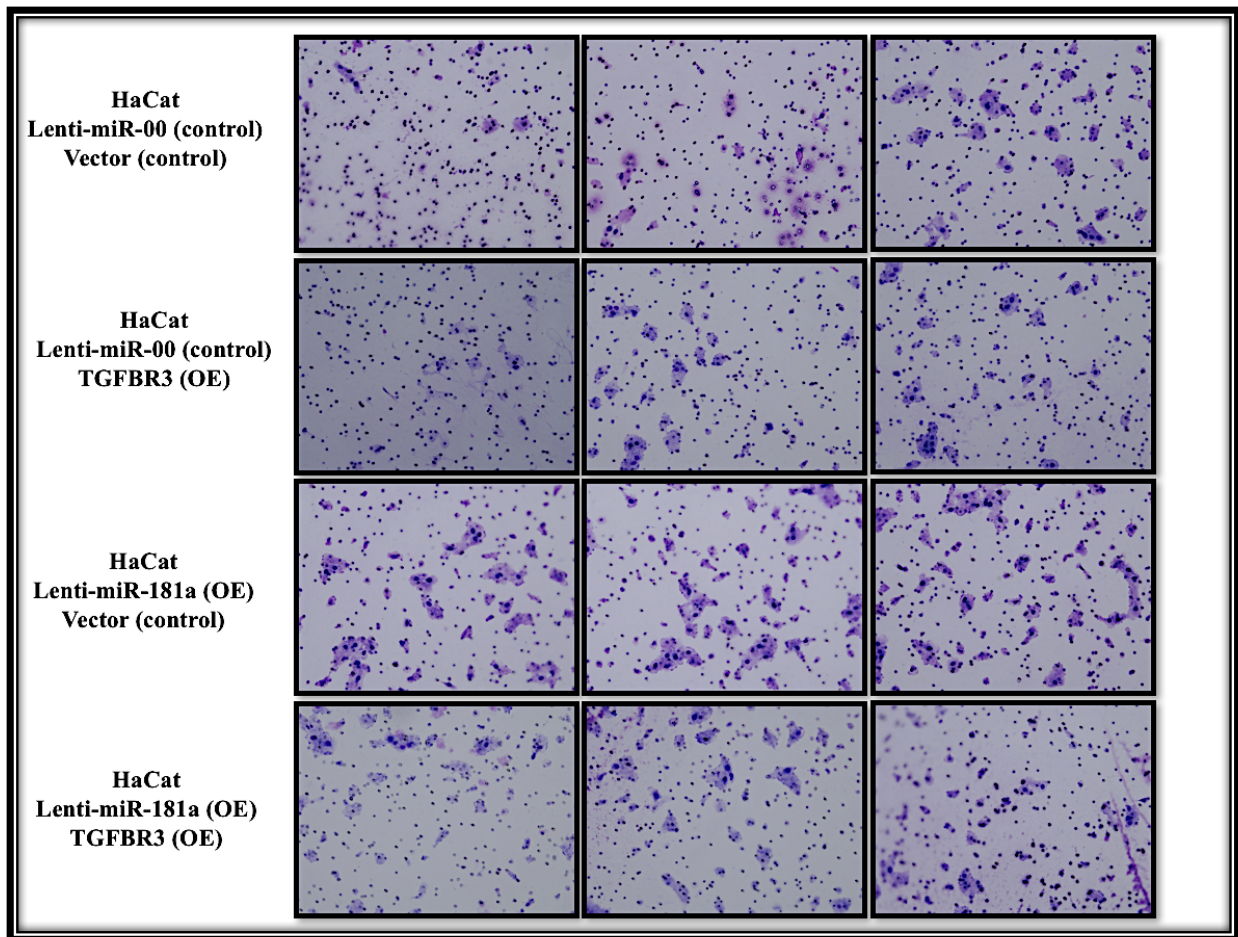 HaCat
Lenti-miR-00 (control)
Vector (control)
HaCat
Lenti-miR-00 (control)
TGFBR3 (OE)
HaCat
Lenti-miR-181a (OE)
Vector (control)
HaCat
Lenti-miR-181a (OE)
TGFBR3 (OE)